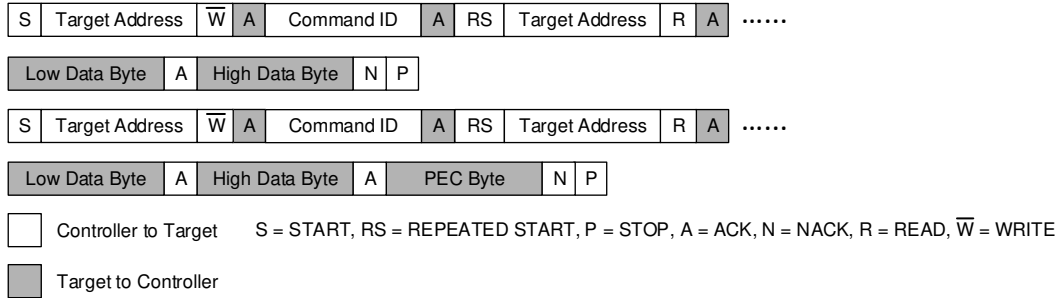 S Target Address W̅ A Command ID A RS Target Address R A ......
Low Data Byte A High Data Byte N P
S Target Address W̅ A Command ID A RS Target Address R A ......
Low Data Byte A High Data Byte A PEC Byte N P
Controller to Target S = START, RS = REPEATED START, P = STOP, A = ACK, N = NACK, R = READ, W̅ = WRITE
Target to Controller